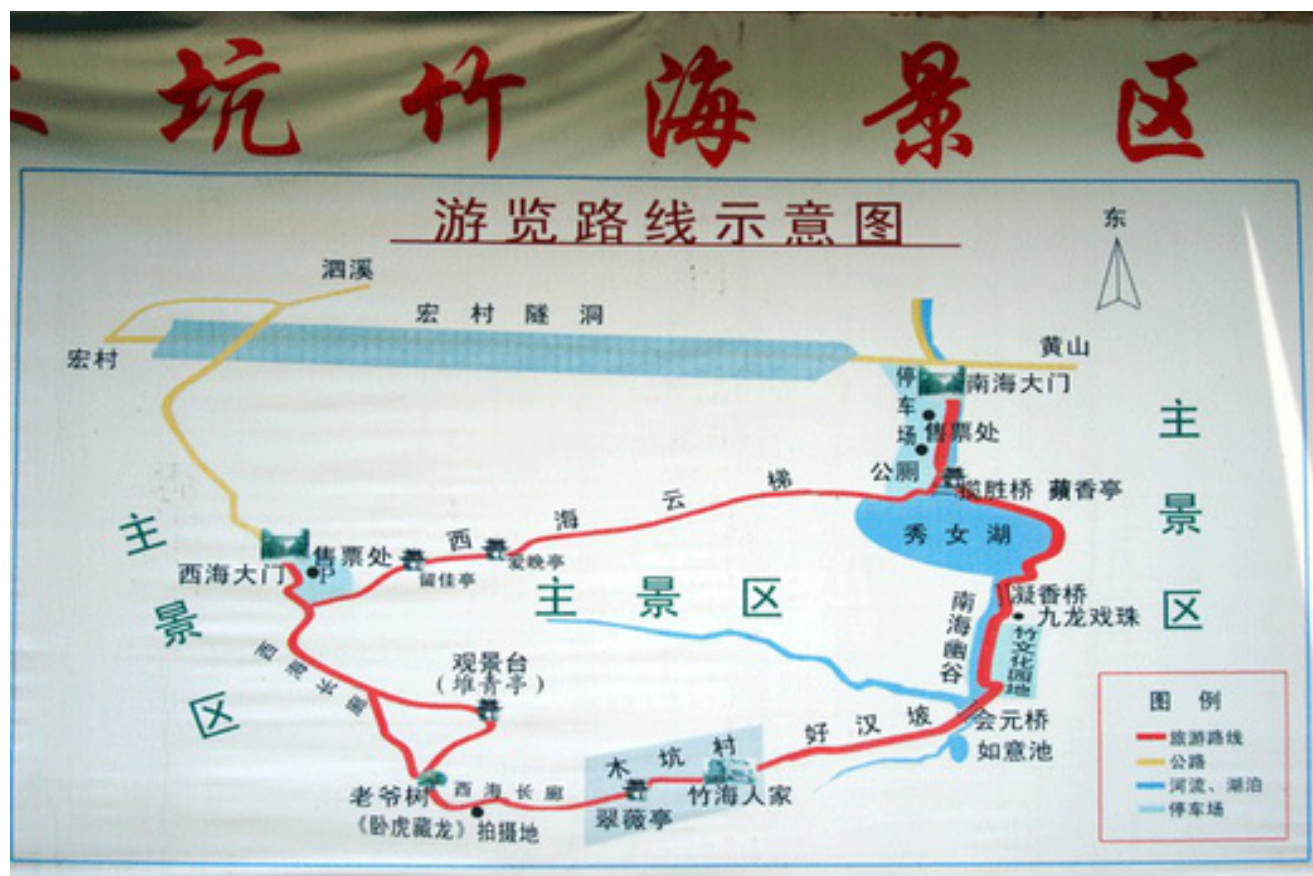 坑竹海景区
游览路线示意图
东
泗溪
宏村隧洞
宏村
黄山
停车场
南海大门
售票处
公厕
揽胜桥 蘋香亭
主景区
秀女湖
西海云梯
主景区
售票处
P
西海大门
留佳亭
爱晚亭
主景区
凝香桥
九龙戏珠
南海幽谷
竹文化园地
西海长廊
观景台
(堆青亭)
会元桥
如意池
好汉坡
木坑村
竹海人家
翠薇亭
老爷树
西海长廊
《卧虎藏龙》拍摄地
图例
旅游路线
公路
河流、湖泊
停车场